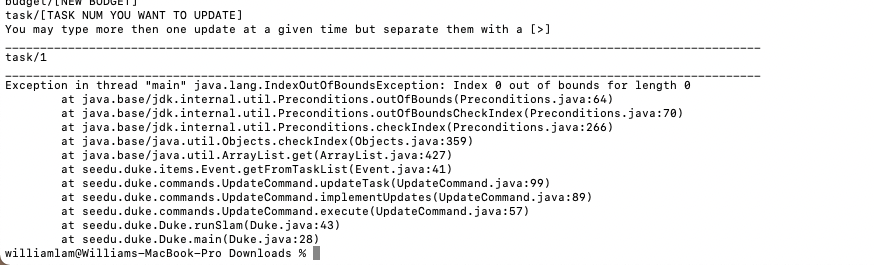 budget/[NEW BUDGET]
task/[TASK NUM YOU WANT TO UPDATE]
You may type more then one update at a given time but separate them with a [>]
____________________________________________________________________________________________________________
task/1
____________________________________________________________________________________________________________
Exception in thread "main" java.lang.IndexOutOfBoundsException: Index 0 out of bounds for length 0
        at java.base/jdk.internal.util.Preconditions.outOfBounds(Preconditions.java:64)
        at java.base/jdk.internal.util.Preconditions.outOfBoundsCheckIndex(Preconditions.java:70)
        at java.base/jdk.internal.util.Preconditions.checkIndex(Preconditions.java:266)
        at java.base/java.util.Objects.checkIndex(Objects.java:359)
        at java.base/java.util.ArrayList.get(ArrayList.java:427)
        at seedu.duke.items.Event.getFromTaskList(Event.java:41)
        at seedu.duke.commands.UpdateCommand.updateTask(UpdateCommand.java:99)
        at seedu.duke.commands.UpdateCommand.implementUpdates(UpdateCommand.java:89)
        at seedu.duke.commands.UpdateCommand.execute(UpdateCommand.java:57)
        at seedu.duke.Duke.runSlam(Duke.java:43)
        at seedu.duke.Duke.main(Duke.java:28)
williamlam@Williams-MacBook-Pro Downloads %